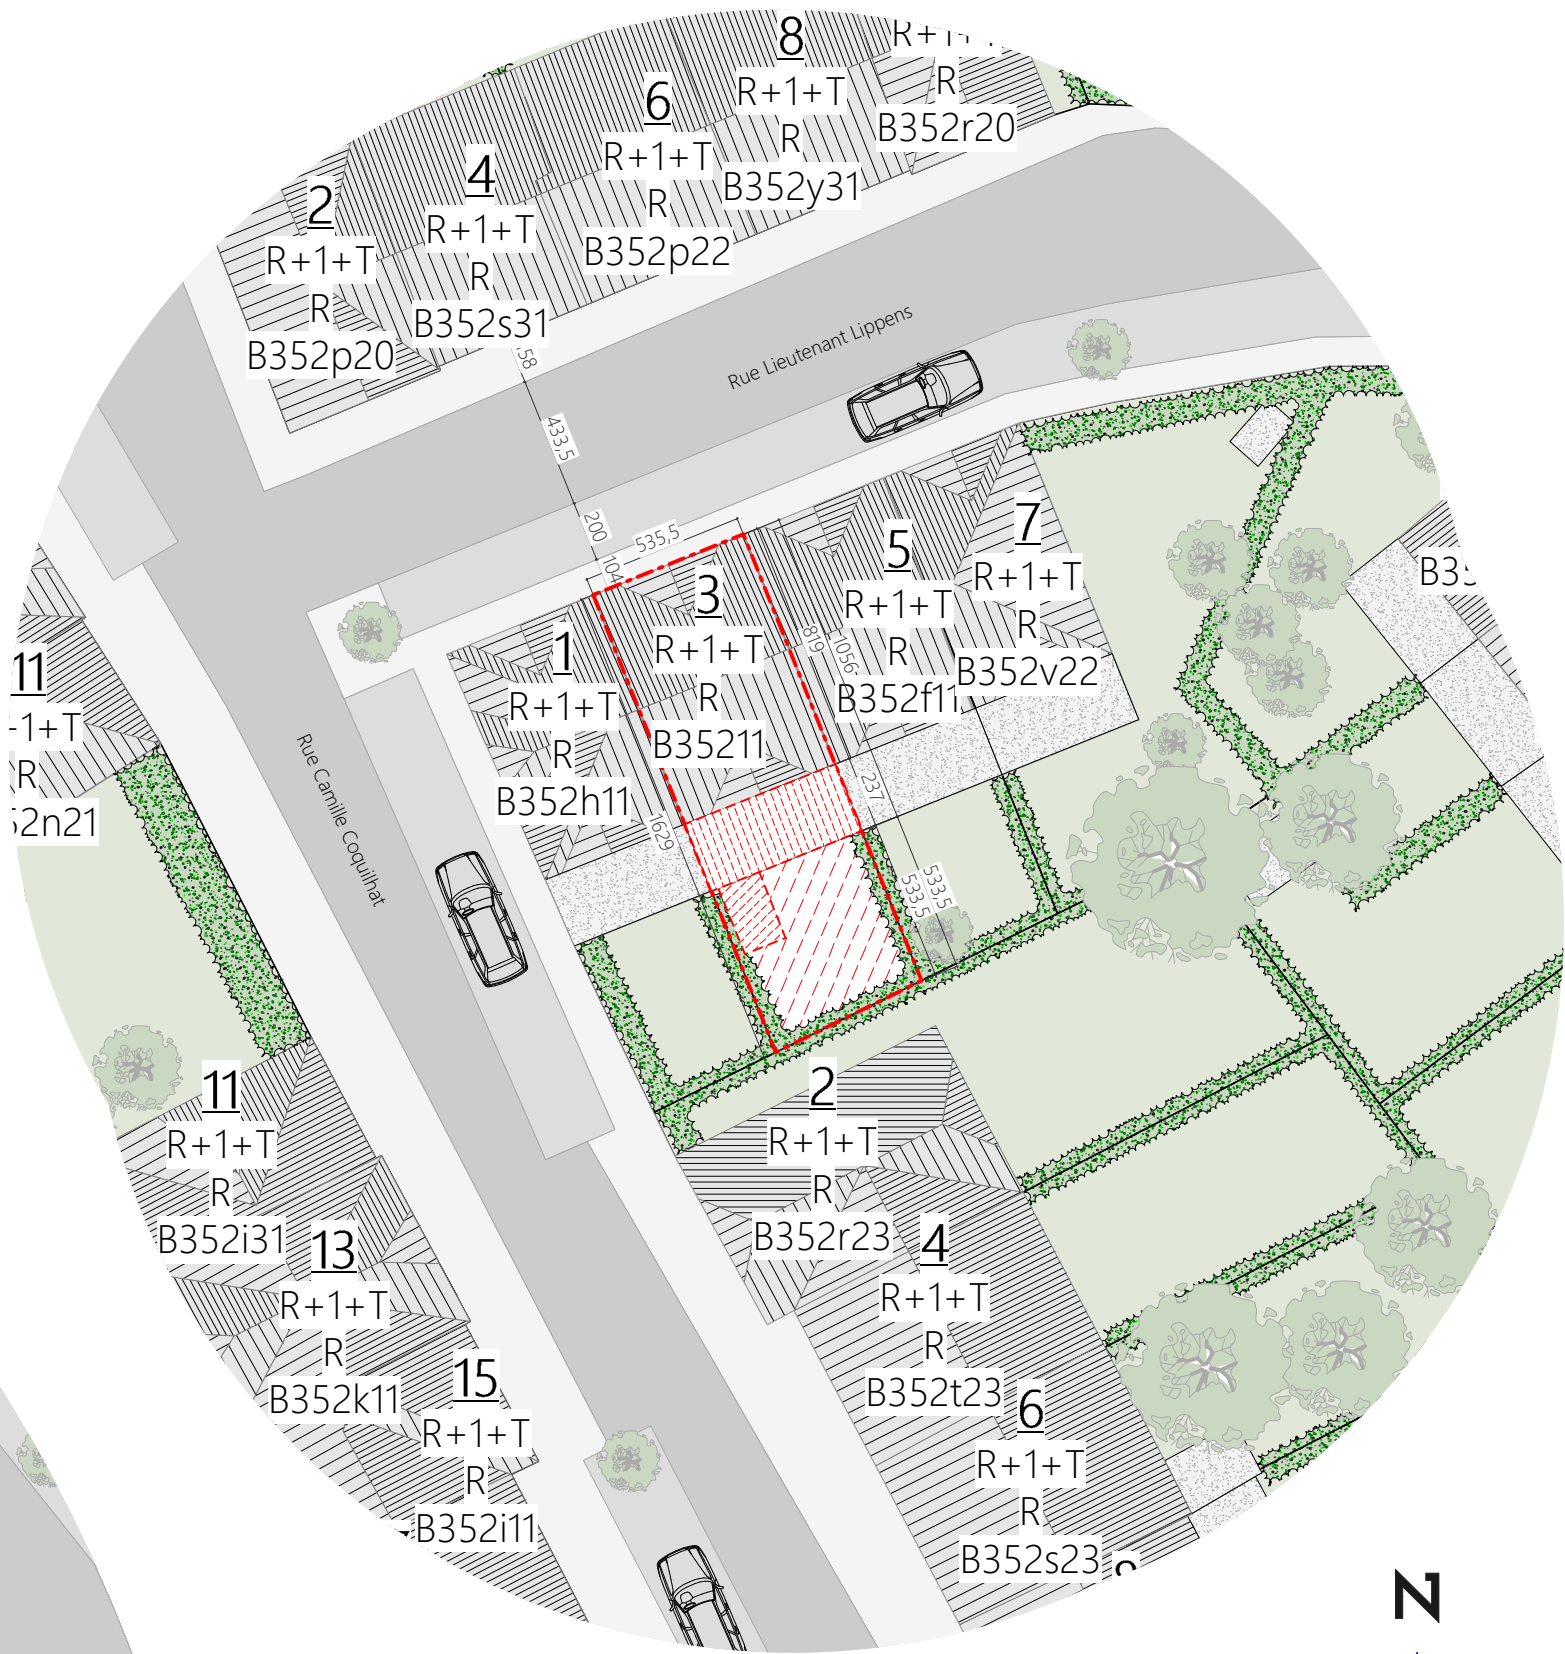 8
R+1+T
R
B352y31
R
B352r20
6
R+1+T
R
B352p22
4
R+1+T
R
B352s31
2
R+1+T
R
B352p20
Rue Lieutenant Lippens
433,5
200
104
535,5
3
R+1+T
R
B35211
819
1056
237
533,5
533,5
1629
5
R+1+T
R
B352f11
7
R+1+T
R
B352v22
1
R+1+T
R
B352h11
Rue Camille Coquilhat
11
R
11
R+1+T
R
B352i31
13
R+1+T
R
B352k11
15
R+1+T
R
B352i11
2
R+1+T
R
B352r23
4
R+1+T
R
B352t23
6
R+1+T
R
B352s23
N